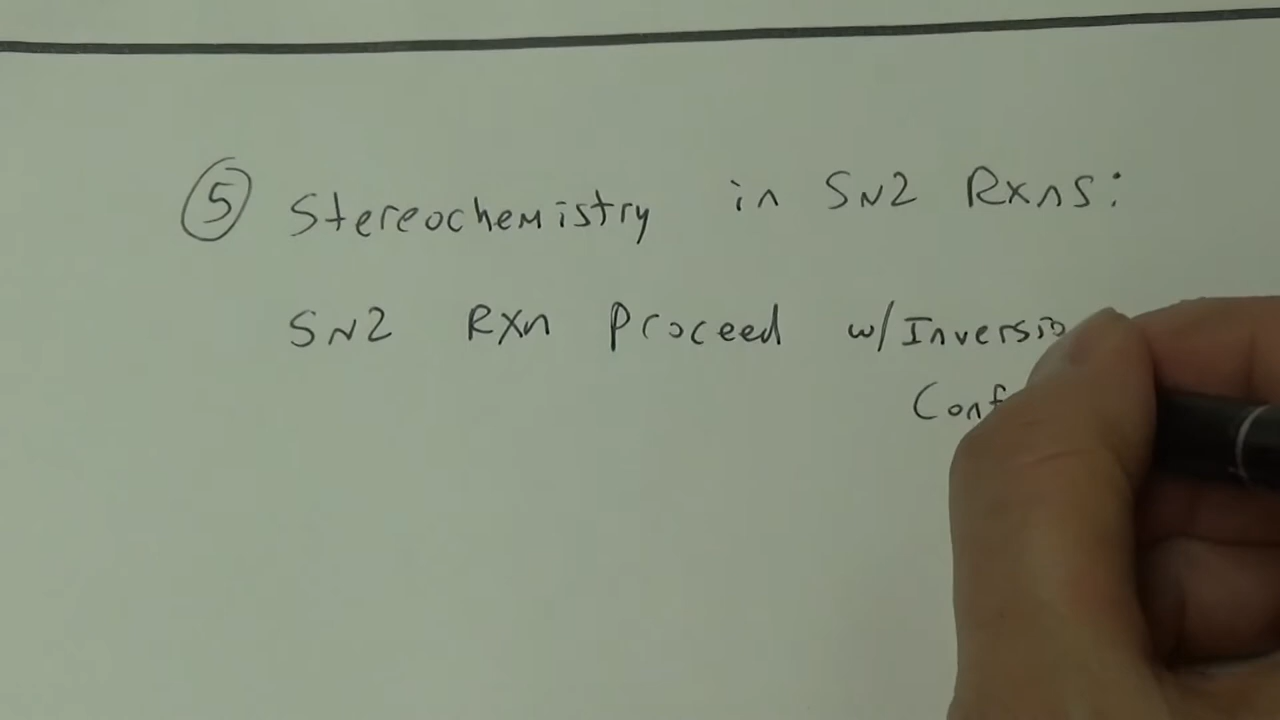 ⑤ Stereochemistry in SN2 Rxns:
SN2 Rxn Proceed w/Inversio
Conf